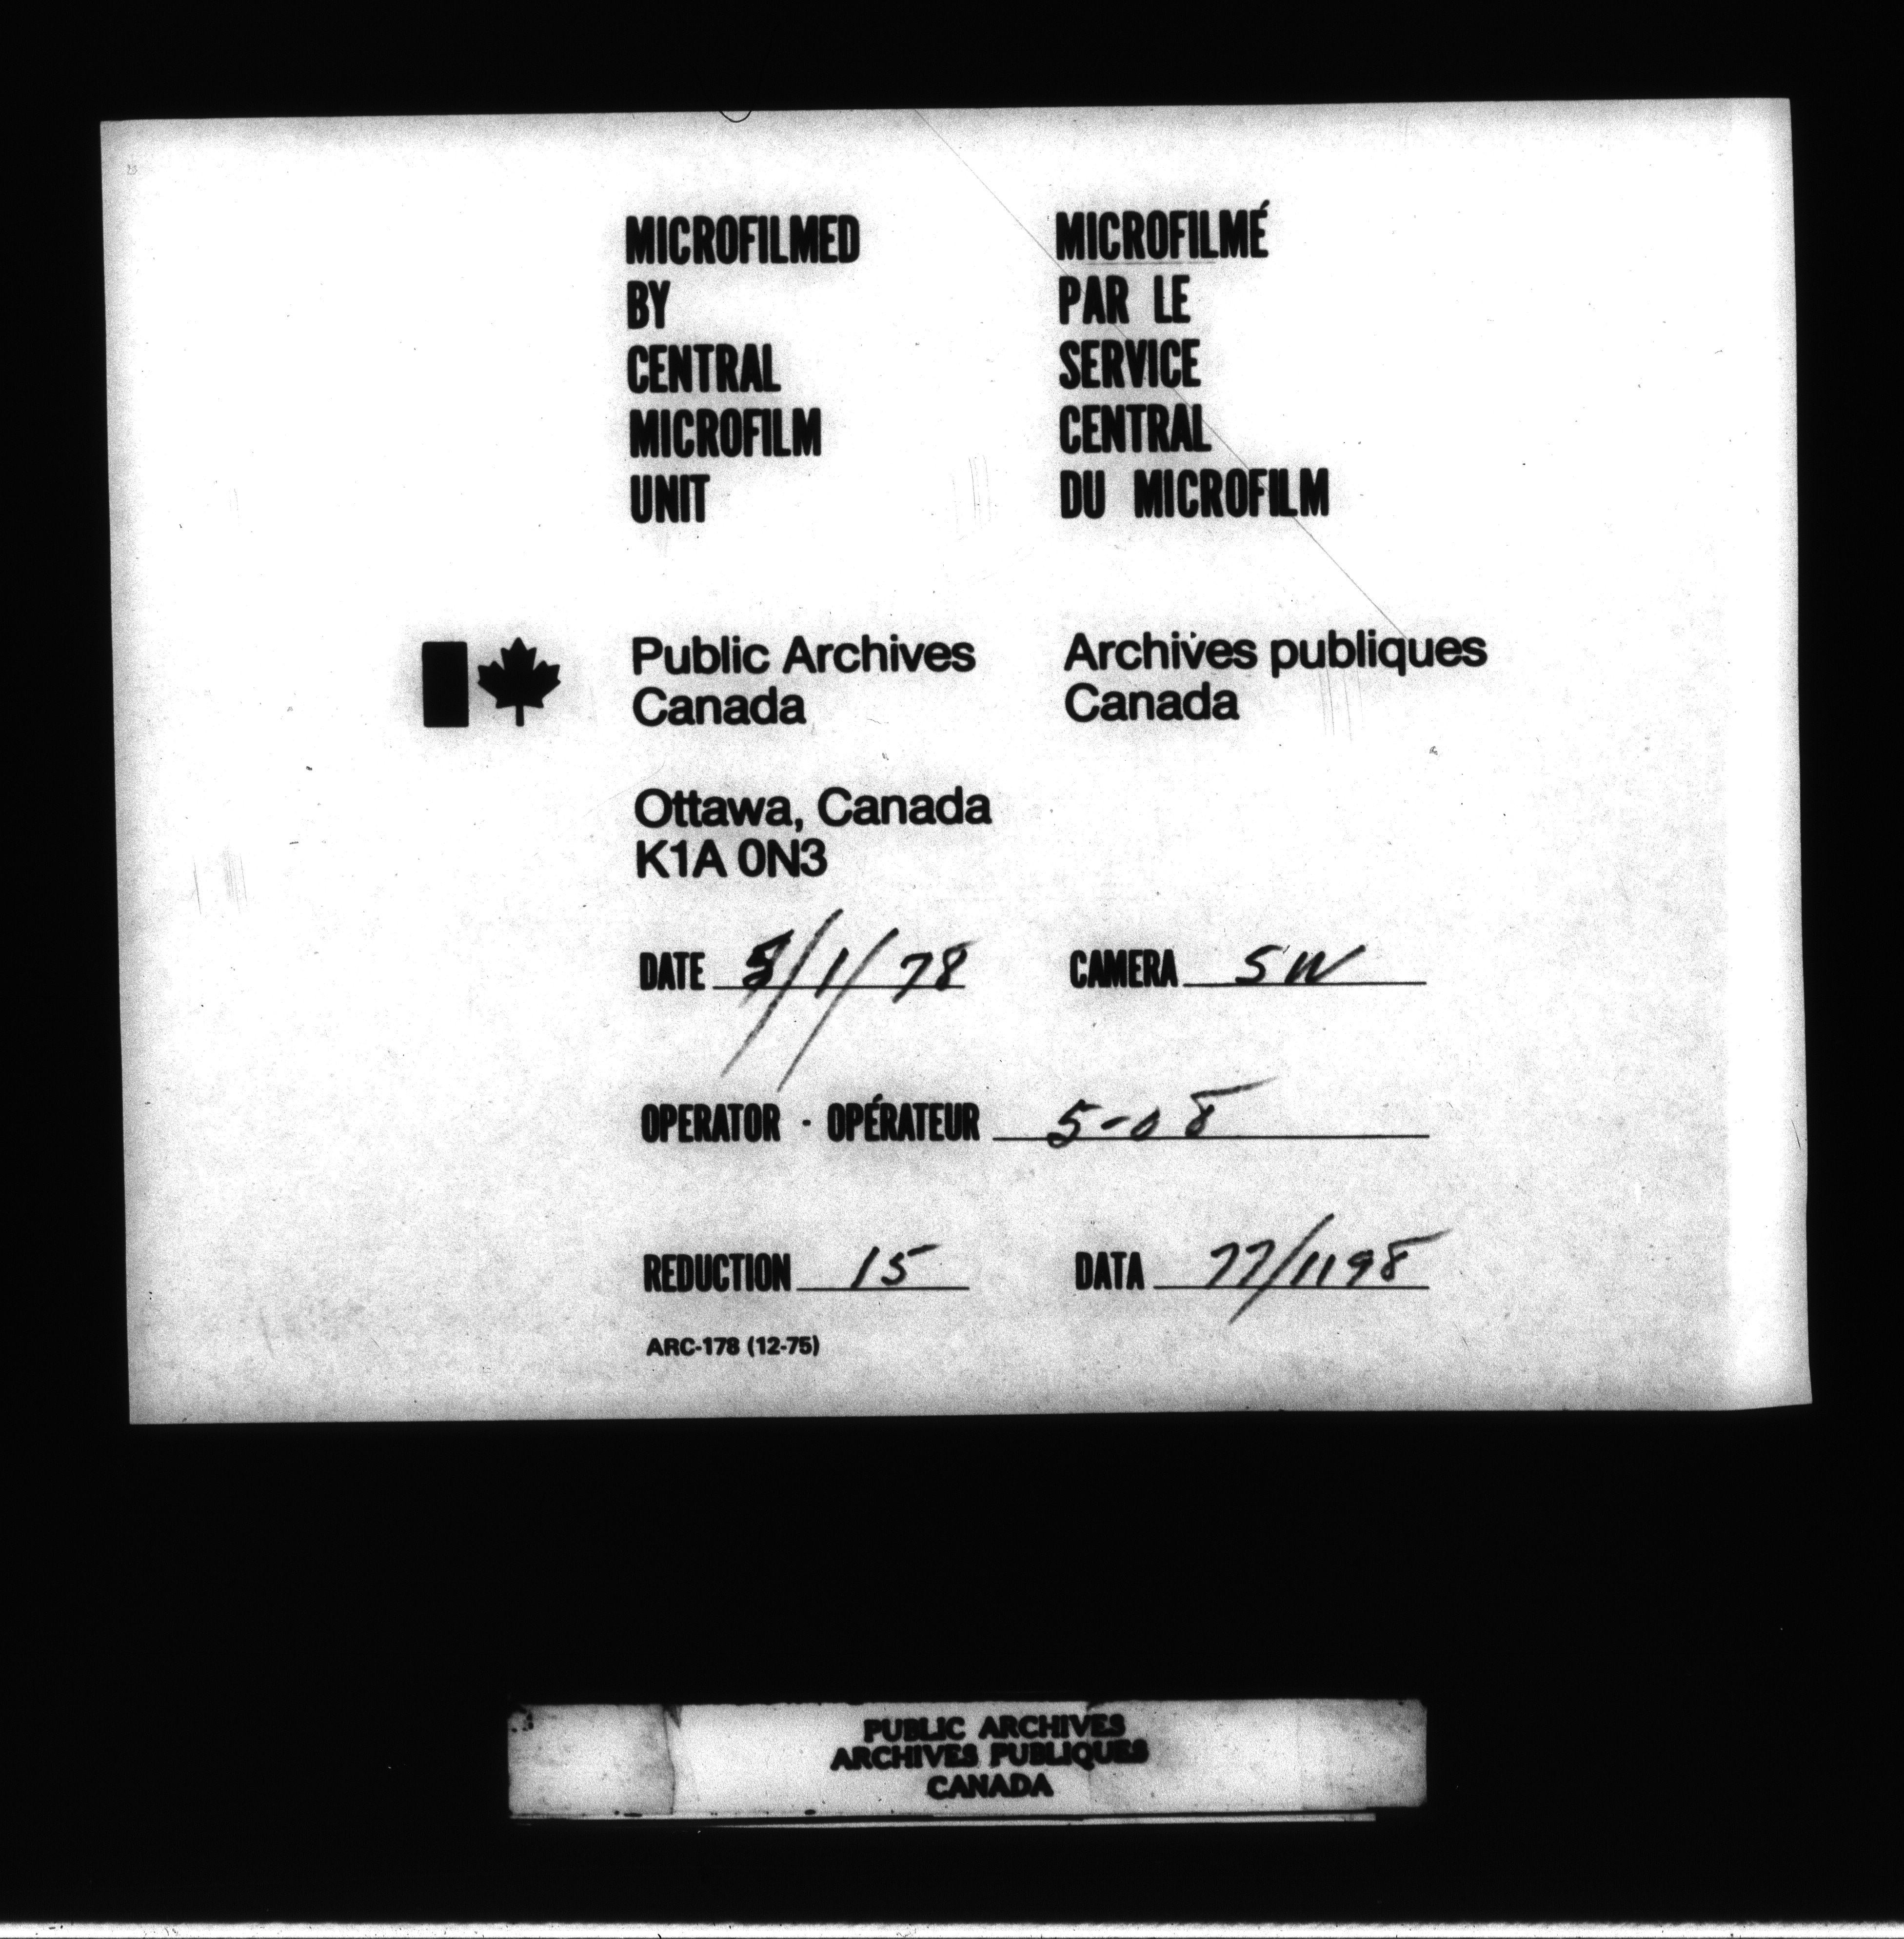 MICROFILMED
BY
CENTRAL
MICROFILM
UNIT
MICROFILMÉ
PAR LE
SERVICE
CENTRAL
DU MICROFILM
Public Archives
Canada
Archives publiques
Canada
Ottawa, Canada
K1A 0N3
DATE 5/1/78
CAMERA 5W
OPERATOR - OPÉRATEUR 5-08
REDUCTION 15
DATA 77/1198
ARC-178 (12-75)
PUBLIC ARCHIVES
ARCHIVES PUBLIQUES
CANADA